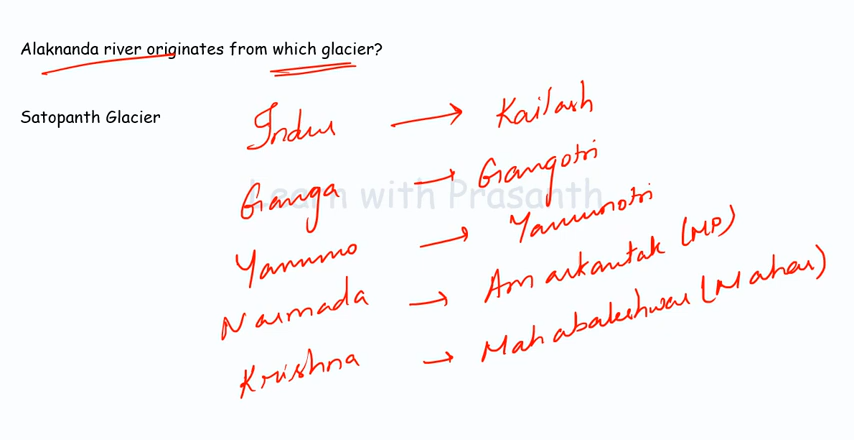 Alaknanda river originates from which glacier?
Satopanth Glacier
Indus → Kailash
Ganga → Gangotri
Learn with Prasanth
Yamuna → Yamunotri
Narmada → Amarkantak (MP)
Krishna → Mahabaleshwar (Mahar)